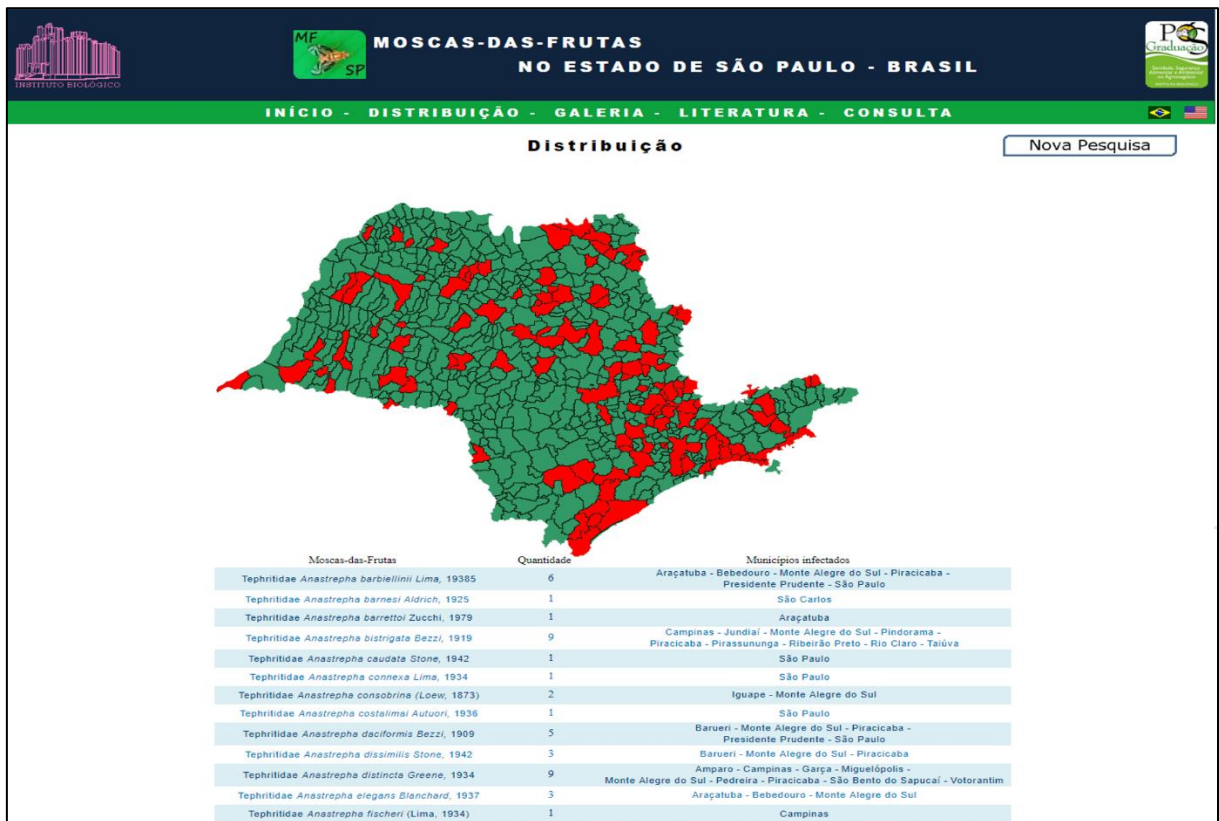 INSTITUTO BIOLÓGICO
MF
SP
MOSCAS-DAS-FRUTAS
NO ESTADO DE SÃO PAULO - BRASIL
PÓS
Graduação
INÍCIO - DISTRIBUIÇÃO - GALERIA - LITERATURA - CONSULTA
Distribuição
Nova Pesquisa
Moscas-das-Frutas Quantidade Municípios infectados
Tephritidae Anastrepha barbiellinii Lima, 19385 6 Araçatuba - Bebedouro - Monte Alegre do Sul - Piracicaba -
Presidente Prudente - São Paulo
Tephritidae Anastrepha barnesi Aldrich, 1925 1 São Carlos
Tephritidae Anastrepha barrettoi Zucchi, 1979 1 Araçatuba
Tephritidae Anastrepha bistrigata Bezzi, 1919 9 Campinas - Jundiaí - Monte Alegre do Sul - Pindorama -
Piracicaba - Pirassununga - Ribeirão Preto - Rio Claro - Taiúva
Tephritidae Anastrepha caudata Stone, 1942 1 São Paulo
Tephritidae Anastrepha connexa Lima, 1934 1 São Paulo
Tephritidae Anastrepha consobrina (Loew, 1873) 2 Iguape - Monte Alegre do Sul
Tephritidae Anastrepha costalimai Autuori, 1936 1 São Paulo
Tephritidae Anastrepha daciformis Bezzi, 1909 5 Barueri - Monte Alegre do Sul - Piracicaba -
Presidente Prudente - São Paulo
Tephritidae Anastrepha dissimilis Stone, 1942 3 Barueri - Monte Alegre do Sul - Piracicaba
Tephritidae Anastrepha distincta Greene, 1934 9 Amparo - Campinas - Garça - Miguelópolis -
Monte Alegre do Sul - Pedreira - Piracicaba - São Bento do Sapucaí - Votorantim
Tephritidae Anastrepha elegans Blanchard, 1937 3 Araçatuba - Bebedouro - Monte Alegre do Sul
Tephritidae Anastrepha fischeri (Lima, 1934) 1 Campinas